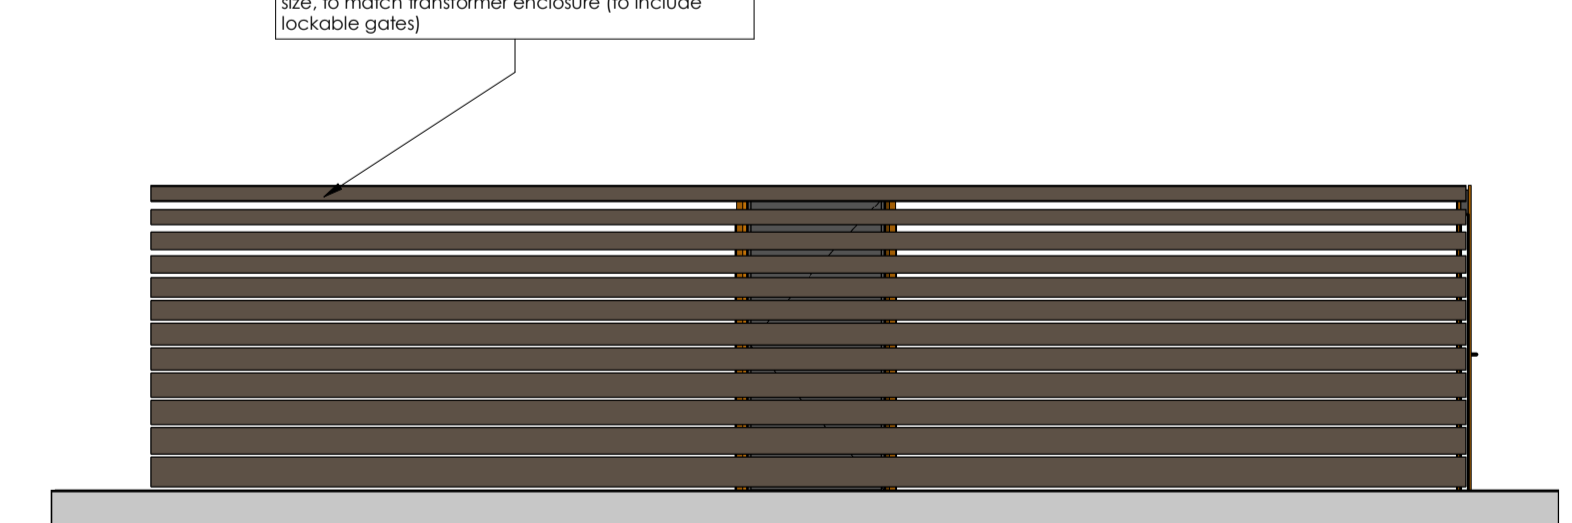 size, to match transformer enclosure (to include
lockable gates)